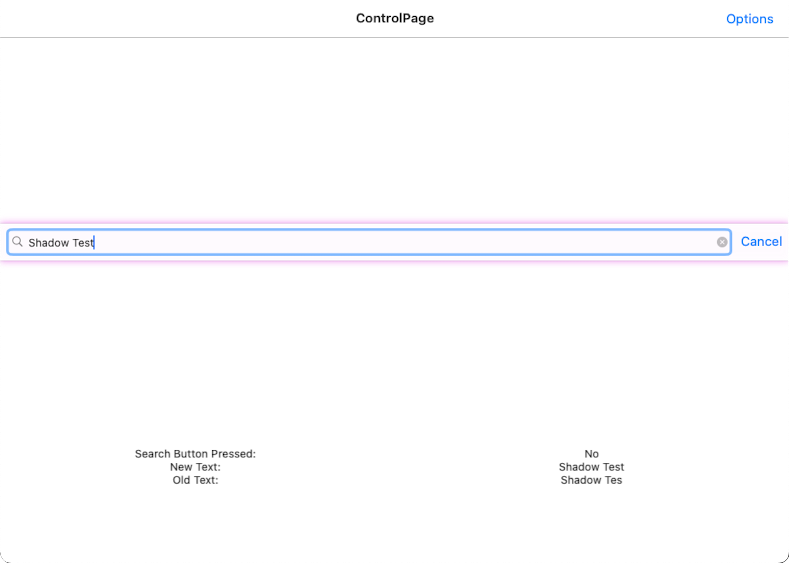 ControlPage
Options
Shadow Test
Cancel
Search Button Pressed: No
New Text: Shadow Test
Old Text: Shadow Tes